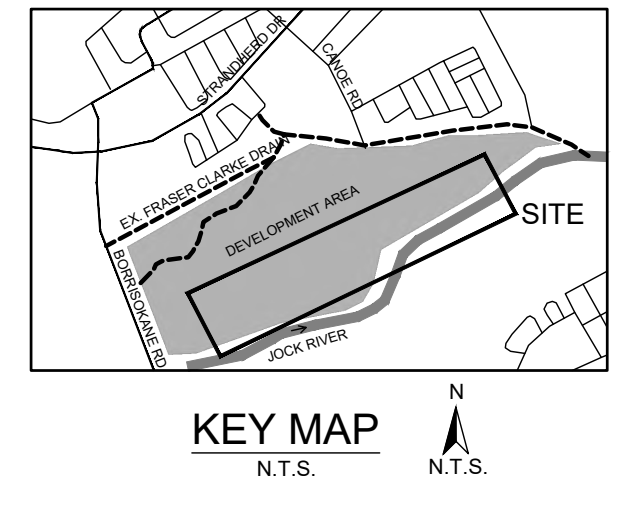 STRANDHERD DR
CANOE RD
EX. FRASER CLARKE DRAIN
DEVELOPMENT AREA
SITE
BORRISOKANE RD
JOCK RIVER
KEY MAP
N.T.S.
N
N.T.S.